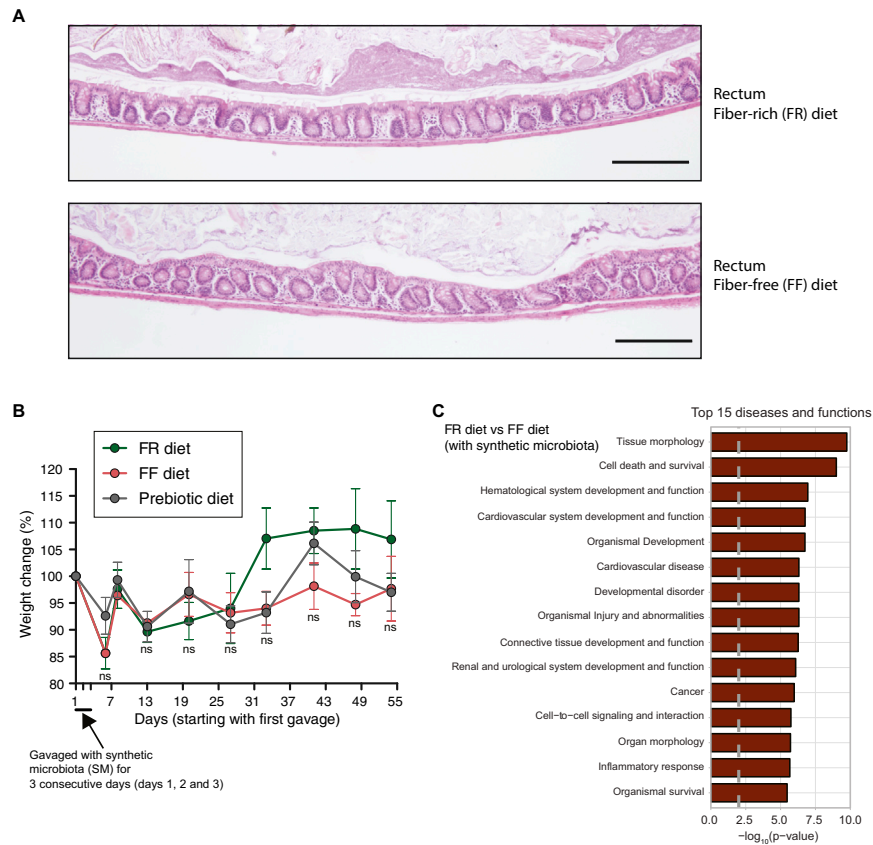 A
Rectum
Fiber-rich (FR) diet
Rectum
Fiber-free (FF) diet
B
FR diet
FF diet
Prebiotic diet
120
115
110
105
100
95
90
85
80
Weight change (%)
ns
ns
ns
ns
ns
ns
ns
ns
1
7
13
19
25
31
37
43
49
55
Days (starting with first gavage)
Gavaged with synthetic
microbiota (SM) for
3 consecutive days (days 1, 2 and 3)
C
FR diet vs FF diet
(with synthetic microbiota)
Top 15 diseases and functions
Tissue morphology
Cell death and survival
Hematological system development and function
Cardiovascular system development and function
Organismal Development
Cardiovascular disease
Developmental disorder
Organismal Injury and abnormalities
Connective tissue development and function
Renal and urological system development and function
Cancer
Cell-to-cell signaling and interaction
Organ morphology
Inflammatory response
Organismal survival
0.0
2.5
5.0
7.5
10.0
−log10(p-value)